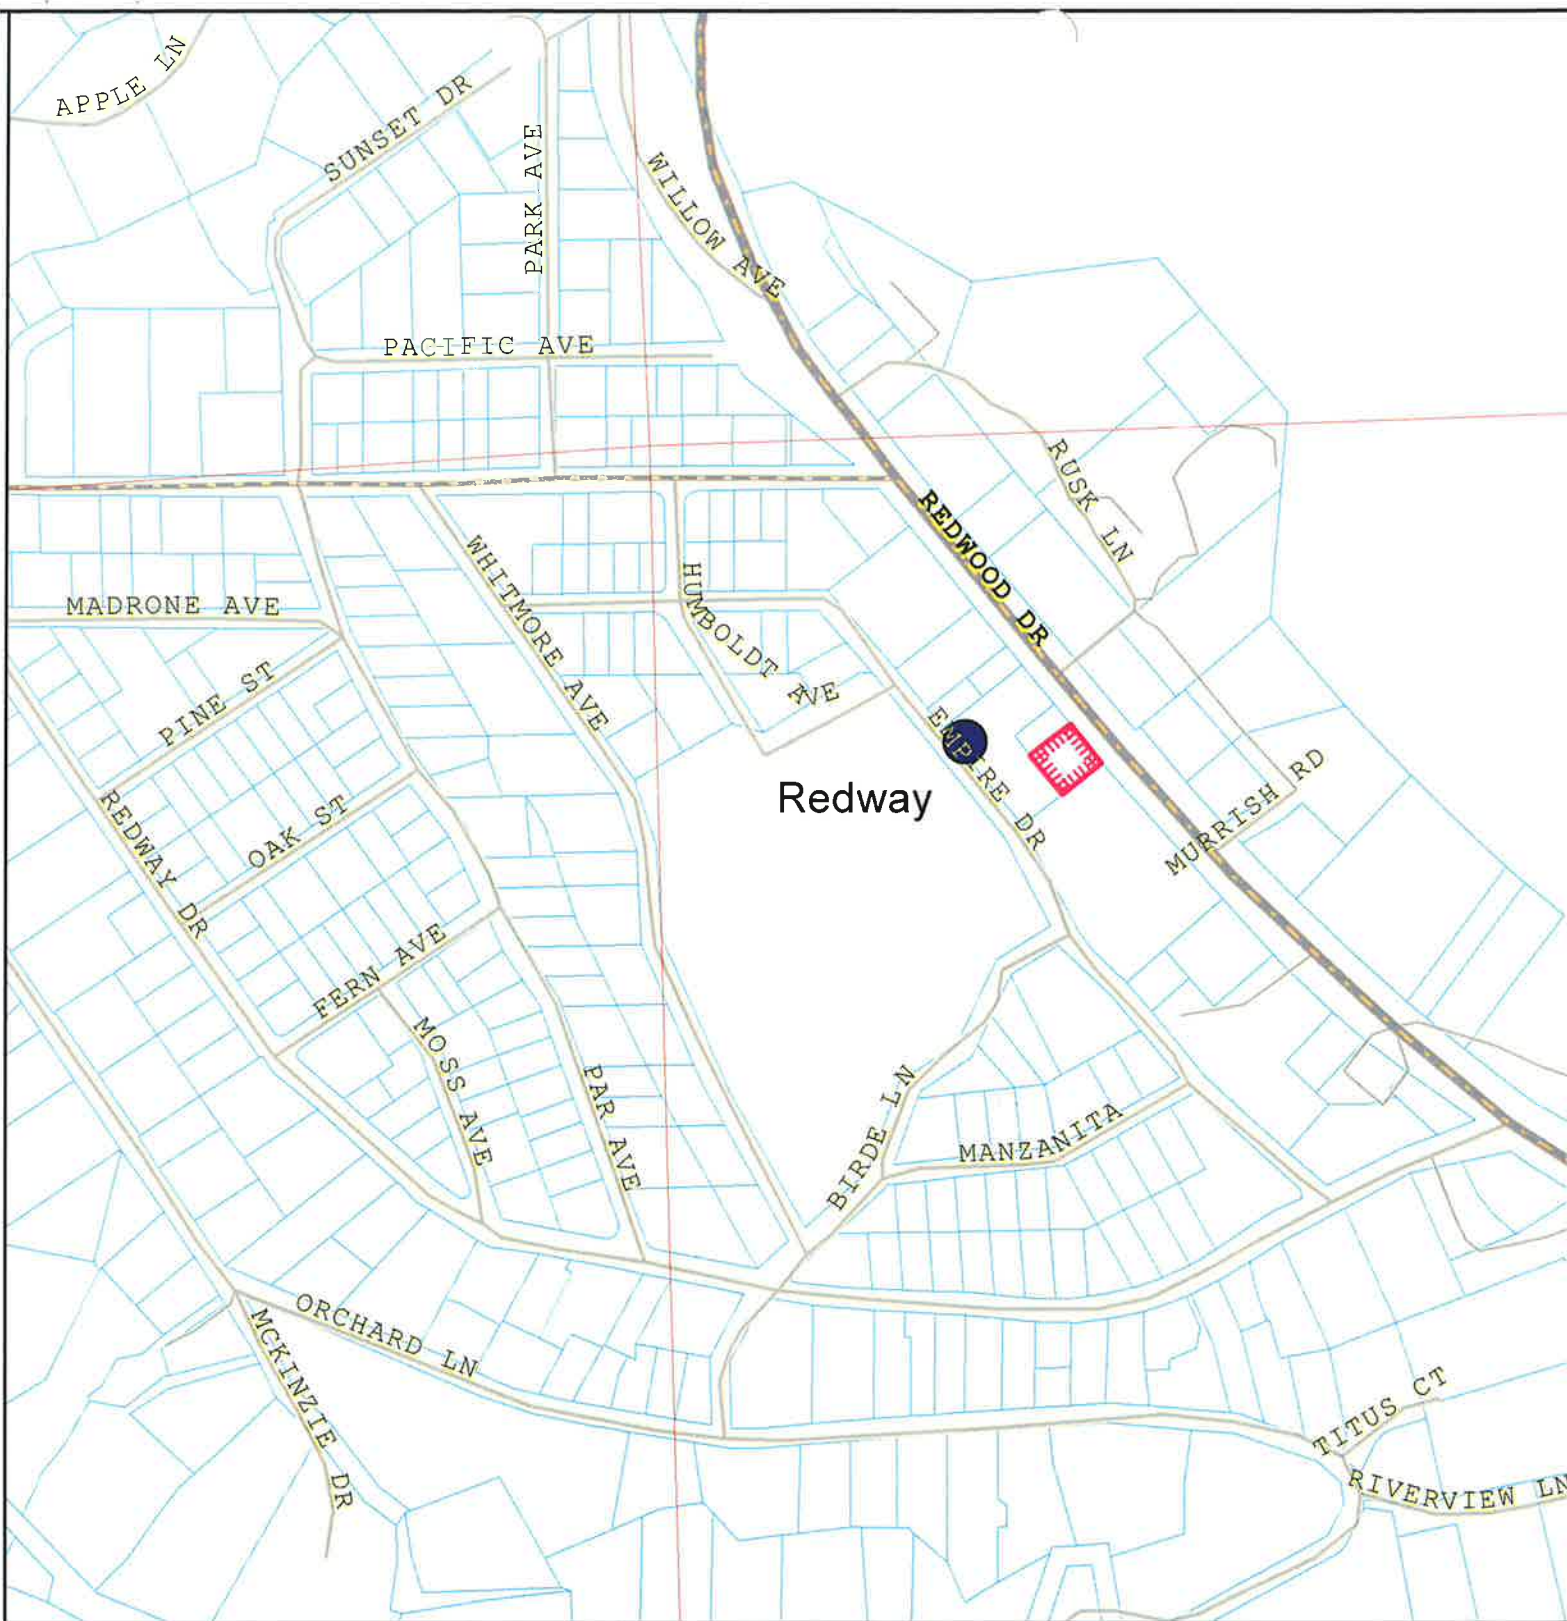 APPLE LN
SUNSET DR
PARK AVE
WILLOW AVE
PACIFIC AVE
RUSK LN
REDWOOD DR
WHITMORE AVE
HUMBOLDT AVE
MADRONE AVE
PINE ST
EMPIRE DR
Redway
MURRISH RD
REDWAY DR
OAK ST
FERN AVE
MOSS AVE
PAR AVE
BIRDE LN
MANZANITA
ORCHARD LN
MCKINZIE DR
TITUS CT
RIVERVIEW LN